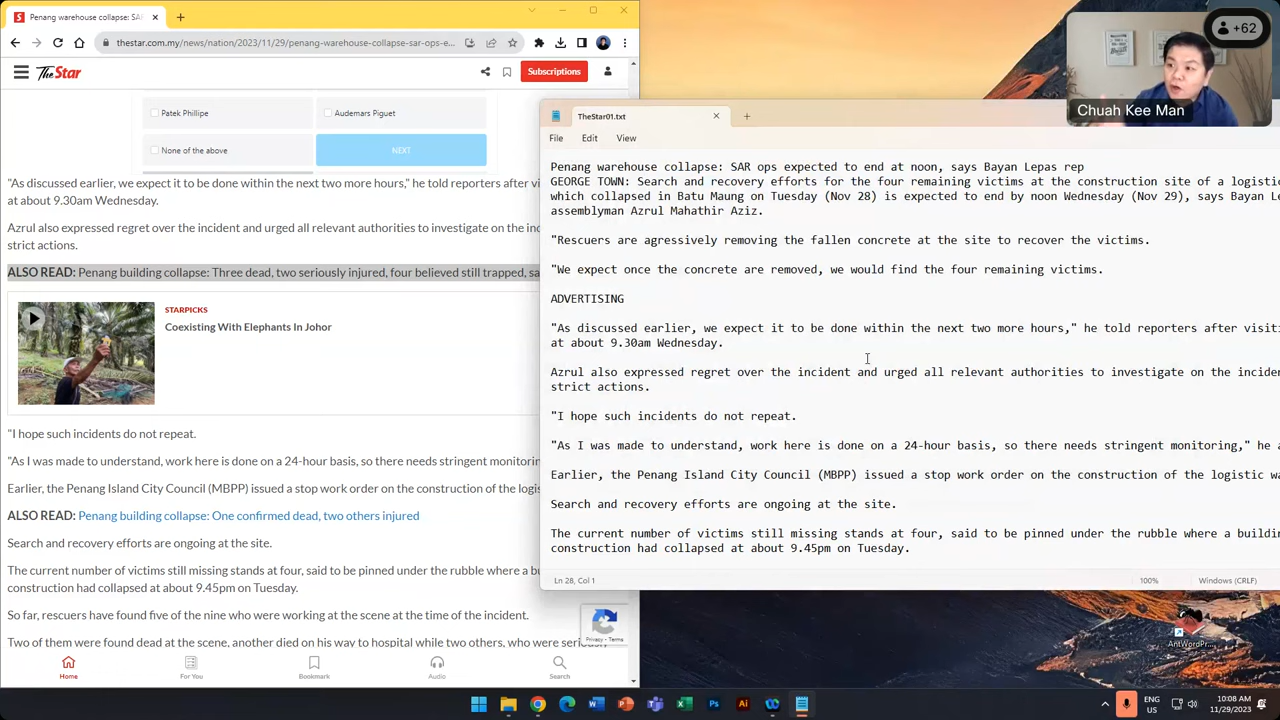 Penang warehouse collapse: SA
thestar.com.my/news/nation/2023/11/29/penang-warehouse-collapse-sar-ops-e...
TheStar
Subscriptions
Patek Phillipe
Audemars Piguet
None of the above
NEXT
"As discussed earlier, we expect it to be done within the next two more hours," he told reporters after vi
at about 9.30am Wednesday.
Azrul also expressed regret over the incident and urged all relevant authorities to investigate on the inc
strict actions.
ALSO READ: Penang building collapse: Three dead, two seriously injured, four believed still trapped, sa
STARPICKS
Coexisting With Elephants In Johor
"I hope such incidents do not repeat.
"As I was made to understand, work here is done on a 24-hour basis, so there needs stringent monitorin
Earlier, the Penang Island City Council (MBPP) issued a stop work order on the construction of the logis
ALSO READ: Penang building collapse: One confirmed dead, two others injured
Search and recovery efforts are ongoing at the site.
The current number of victims still missing stands at four, said to be pinned under the rubble where a bu
construction had collapsed at about 9.45pm on Tuesday.
So far, rescuers have found five of the nine who were working at the scene at the time of the incident.
Two of them were found dead at the scene, another died on his way to hospital while two others, who were seriously
Privacy - Terms
Home
For You
Bookmark
Audio
Search
TheStar01.txt
File Edit View
Penang warehouse collapse: SAR ops expected to end at noon, says Bayan Lepas rep
GEORGE TOWN: Search and recovery efforts for the four remaining victims at the construction site of a logisti
which collapsed in Batu Maung on Tuesday (Nov 28) is expected to end by noon Wednesday (Nov 29), says Bayan Le
assemblyman Azrul Mahathir Aziz.
"Rescuers are agressively removing the fallen concrete at the site to recover the victims.
"We expect once the concrete are removed, we would find the four remaining victims.
ADVERTISING
"As discussed earlier, we expect it to be done within the next two more hours," he told reporters after visiti
at about 9.30am Wednesday.
Azrul also expressed regret over the incident and urged all relevant authorities to investigate on the inciden
strict actions.
"I hope such incidents do not repeat.
"As I was made to understand, work here is done on a 24-hour basis, so there needs stringent monitoring," he a
Earlier, the Penang Island City Council (MBPP) issued a stop work order on the construction of the logistic wa
Search and recovery efforts are ongoing at the site.
The current number of victims still missing stands at four, said to be pinned under the rubble where a buildin
construction had collapsed at about 9.45pm on Tuesday.
Ln 28, Col 1
100%
Windows (CRLF)
+62
Chuah Kee Man
AntWordPr...
ENG
US
10:08 AM
11/29/2023